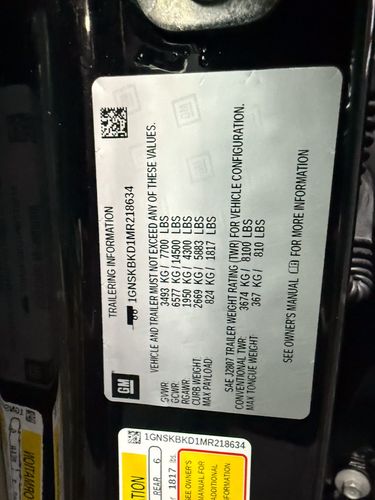 TRAILERING INFORMATION
1GNSKBKD1MR218634
VEHICLE AND TRAILER MUST NOT EXCEED ANY OF THESE VALUES.
GVWR: 3493 KG / 7700 LBS
GCWR: 6577 KG / 14500 LBS
RGAWR: 1950 KG / 4300 LBS
CURB WEIGHT: 2669 KG / 5883 LBS
MAX PAYLOAD: 824 KG / 1817 LBS
SAE J2807 TRAILER WEIGHT RATING (TWR) FOR VEHICLE CONFIGURATION.
CONVENTIONAL TWR: 3674 KG / 8100 LBS
MAX TONGUE WEIGHT: 367 KG / 810 LBS
SEE OWNER'S MANUAL FOR MORE INFORMATION
GM
1GNSKBKD1MR218634
REAR 6
1817
SEE OWNER'S
MANUAL FOR
ADDITIONAL